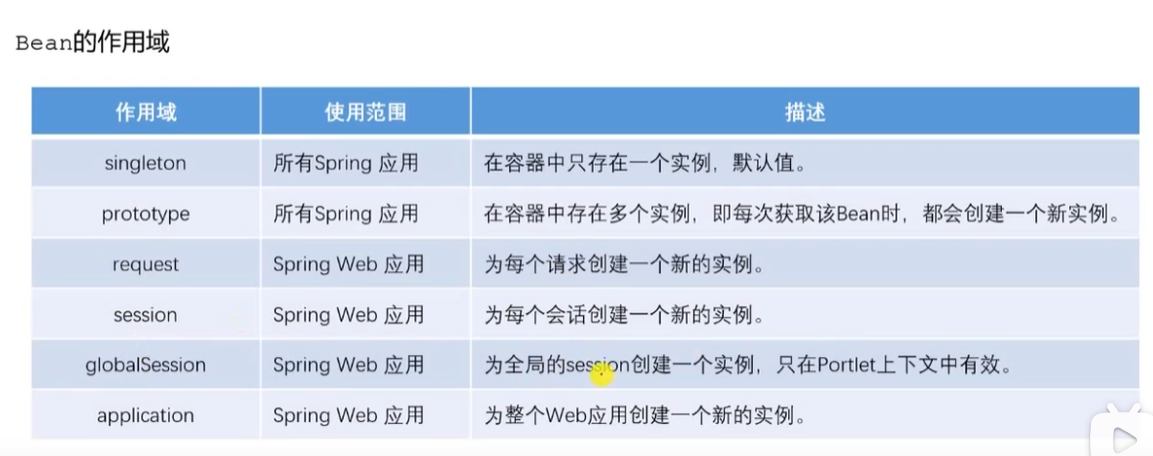 Bean的作用域
作用域 使用范围 描述
singleton 所有Spring 应用 在容器中只存在一个实例，默认值。
prototype 所有Spring 应用 在容器中存在多个实例，即每次获取该Bean时，都会创建一个新实例。
request Spring Web 应用 为每个请求创建一个新的实例。
session Spring Web 应用 为每个会话创建一个新的实例。
globalSession Spring Web 应用 为全局的session创建一个实例，只在Portlet上下文中有效。
application Spring Web 应用 为整个Web应用创建一个新的实例。